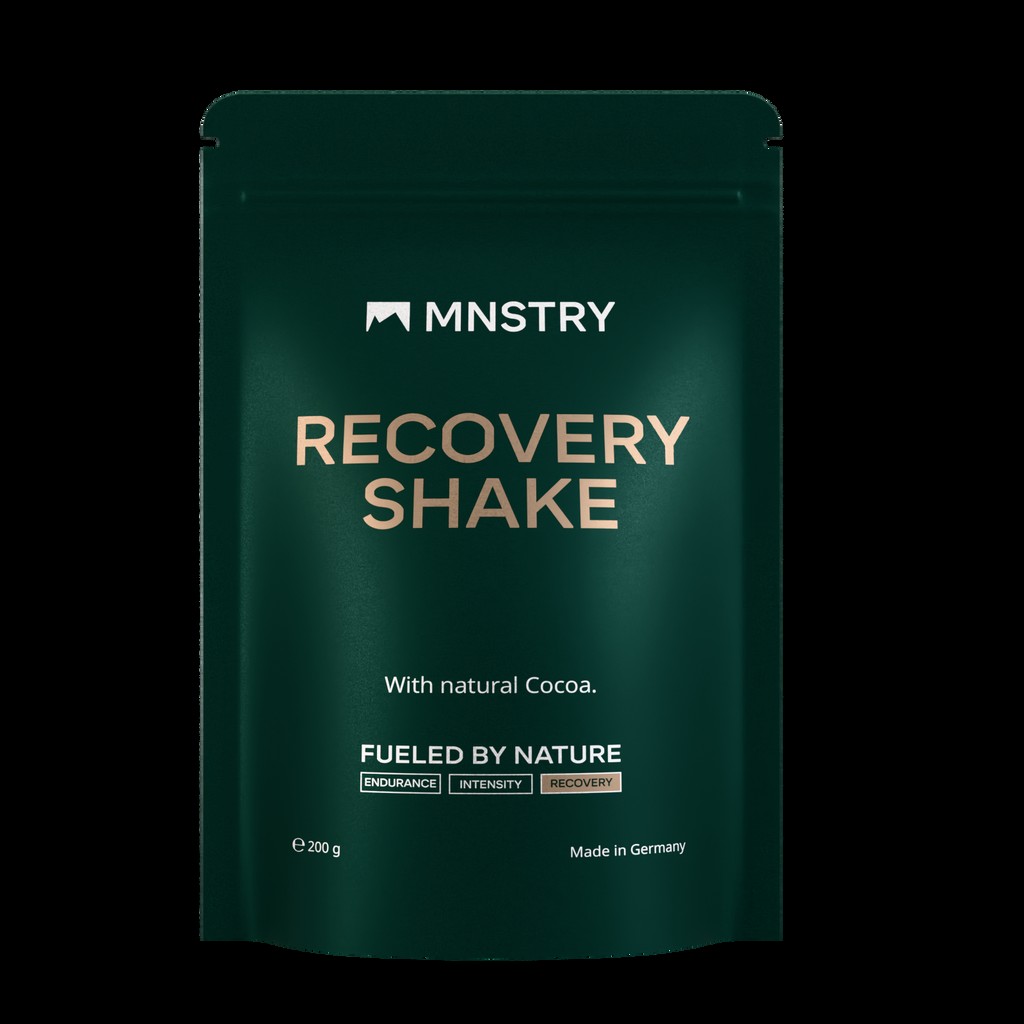 MNSTRY
RECOVERY
SHAKE
With natural Cocoa.
FUELED BY NATURE
ENDURANCE INTENSITY RECOVERY
℮ 200 g
Made in Germany